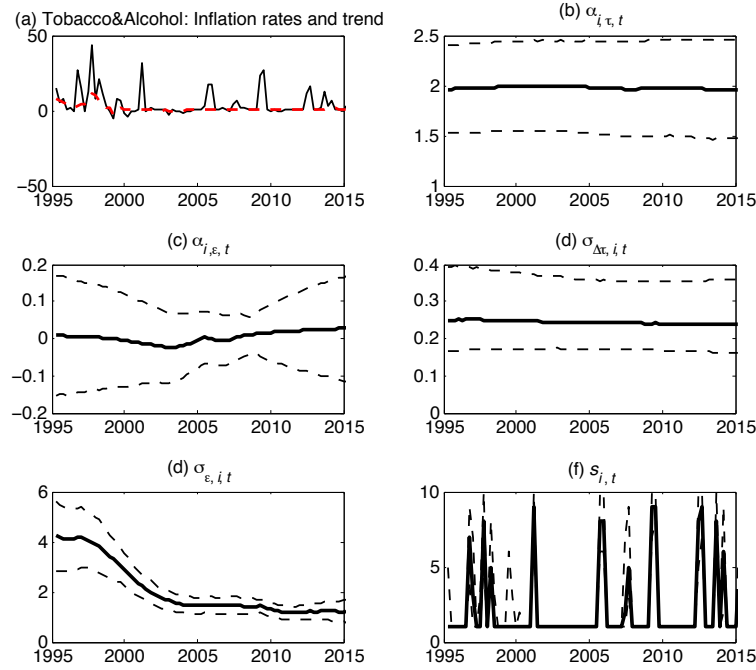 (a) Tobacco&Alcohol: Inflation rates and trend
50
0
−50
1995 2000 2005 2010 2015
(b) α i,τ, t
2.5
2
1.5
1
1995 2000 2005 2010 2015
(c) α i,ε, t
0.2
0.1
0
−0.1
−0.2
1995 2000 2005 2010 2015
(d) σ Δτ, i, t
0.4
0.3
0.2
0.1
0
1995 2000 2005 2010 2015
(d) σ ε, i, t
6
4
2
0
1995 2000 2005 2010 2015
(f) s i, t
10
5
0
1995 2000 2005 2010 2015